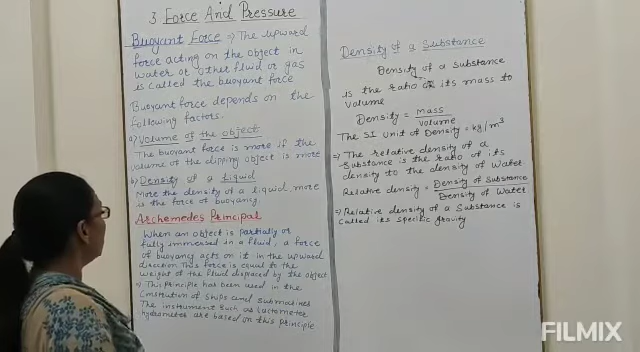 3 Force And Pressure
Buoyant Force ⇒ The upward
force acting on the object in
water or other fluid or gas
is called the buoyant force
Buoyant force depends on the
following factors.
a) Volume of the object
The buoyant force is more if the
volume of the dipping object is more
b) Density of a liquid
More the density of a liquid, more
is the force of buoyancy
Archemedes Principal
When an object is partially or
fully immersed in a fluid, a force
of buoyancy acts on it in the upward
direction This force is equal to the
weight of the fluid displaced by the object
⇒ This principle has been used in the
of ships and submarines
The instrument such as lactometer
hydrometer are based on this principle
Density of a Substance
Density of a substance
is the ratio of its mass to
volume
Density = mass
volume
The SI unit of Density = kg/m³
⇒ The relative density of a
Substance is the ratio of its
density to the density of water
Relative density = Density of Substance
Density of water
⇒ Relative density of a Substance is
called its specific gravity
FILMIX